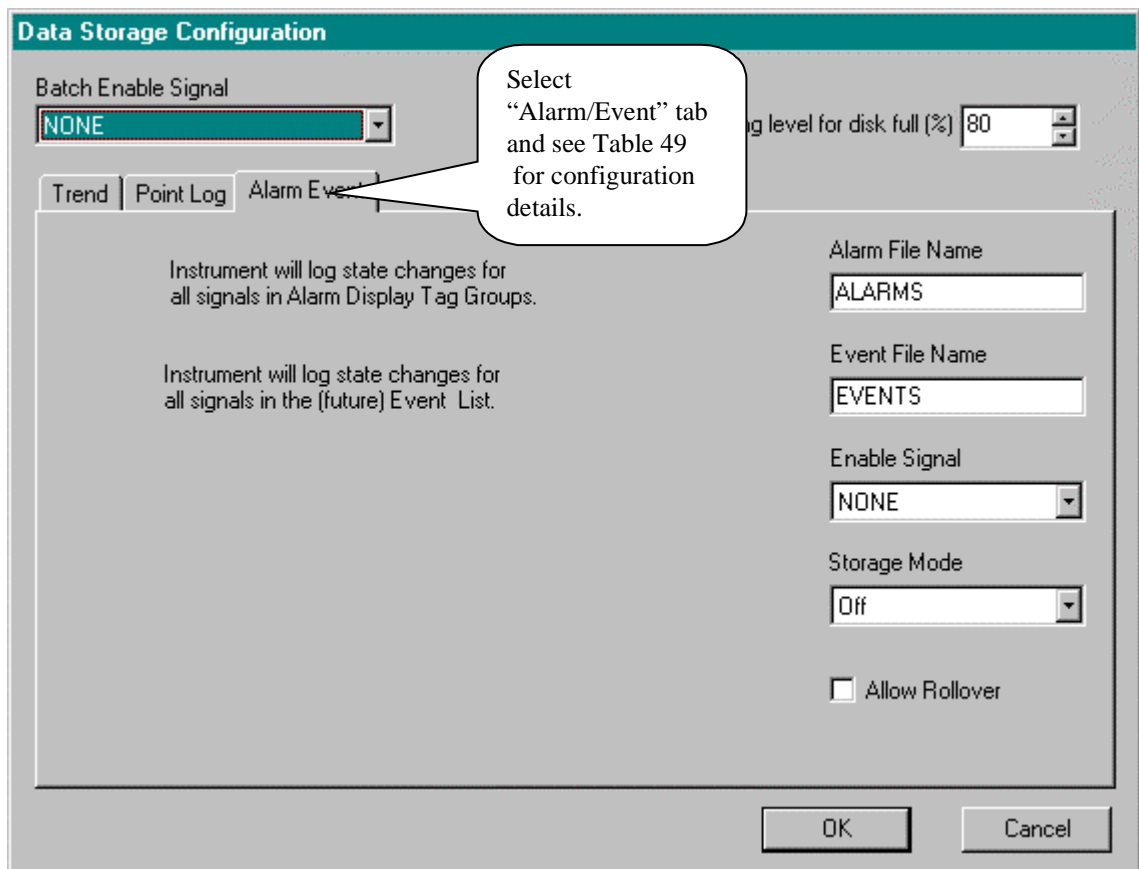 Data Storage Configuration
Batch Enable Signal
NONE
Select
“Alarm/Event” tab
and see Table 49
for configuration
details.
level for disk full (%) 80
Trend Point Log Alarm
Instrument will log state changes for
all signals in Alarm Display Tag Groups.
Instrument will log state changes for
all signals in the (future) Event List.
Alarm File Name
ALARMS
Event File Name
EVENTS
Enable Signal
NONE
Storage Mode
Off
Allow Rollover
OK Cancel